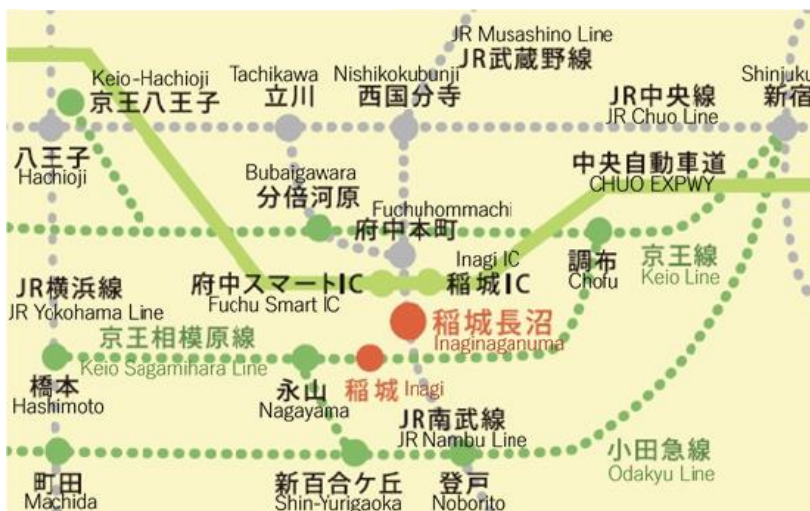 JR Musashino Line
JR武蔵野線
Keio-Hachioji
京王八王子
Tachikawa
立川
Nishikokubunji
西国分寺
JR中央線
JR Chuo Line
Shinjuku
新宿
八王子
Hachioji
Bubaigawara
分倍河原
中央自動車道
CHUO EXPWY
Fuchuhommachi
府中本町
Inagi IC
稲城IC
府中スマートIC
Fuchu Smart IC
調布
Chofu
京王線
Keio Line
JR横浜線
JR Yokohama Line
稲城長沼
Inaginaganuma
京王相模原線
Keio Sagamihara Line
橋本
Hashimoto
永山
Nagayama
稲城 Inagi
JR南武線
JR Nambu Line
小田急線
Odakyu Line
町田
Machida
新百合ケ丘
Shin-Yurigaoka
登戸
Noborito